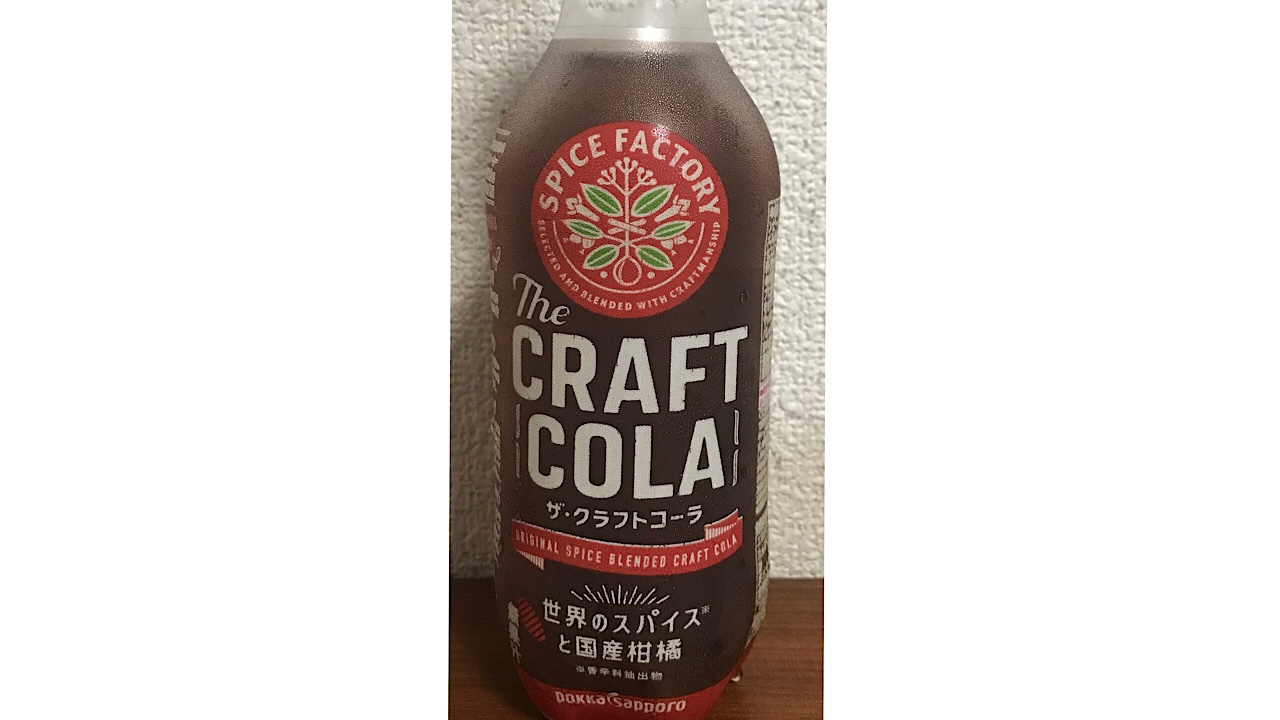 SPICE FACTORY
SELECTED AND BLENDED WITH CRAFTMANSHIP
The
CRAFT
COLA
ザ・クラフトコーラ
ORIGINAL SPICE BLENDED CRAFT COLA
世界のスパイス※
と国産柑橘
※香辛料抽出物
pokka sapporo